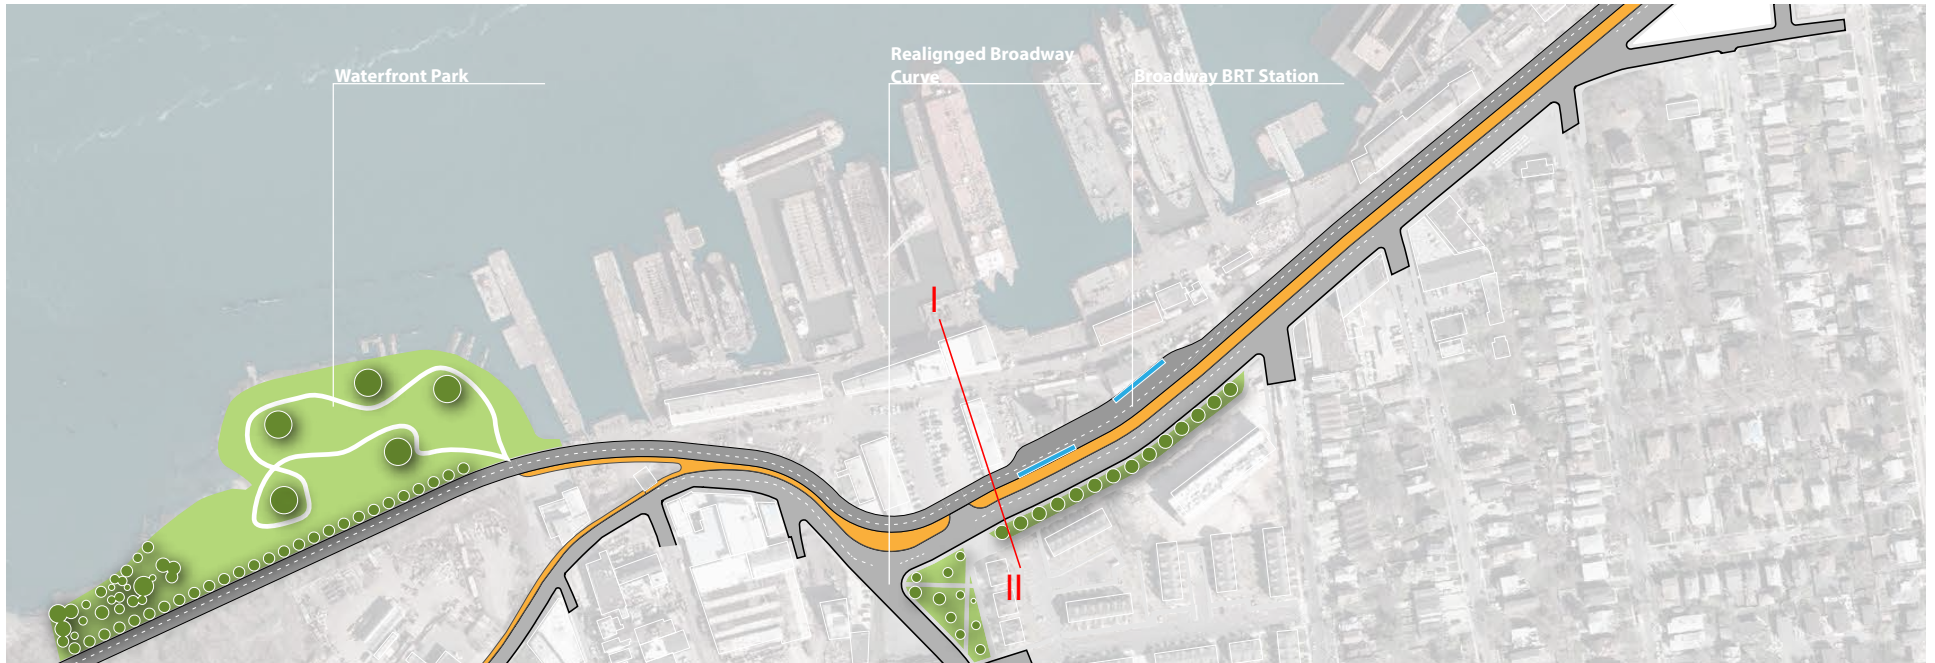 Waterfront Park
Realignged Broadway
Curve
Broadway BRT Station
I
II